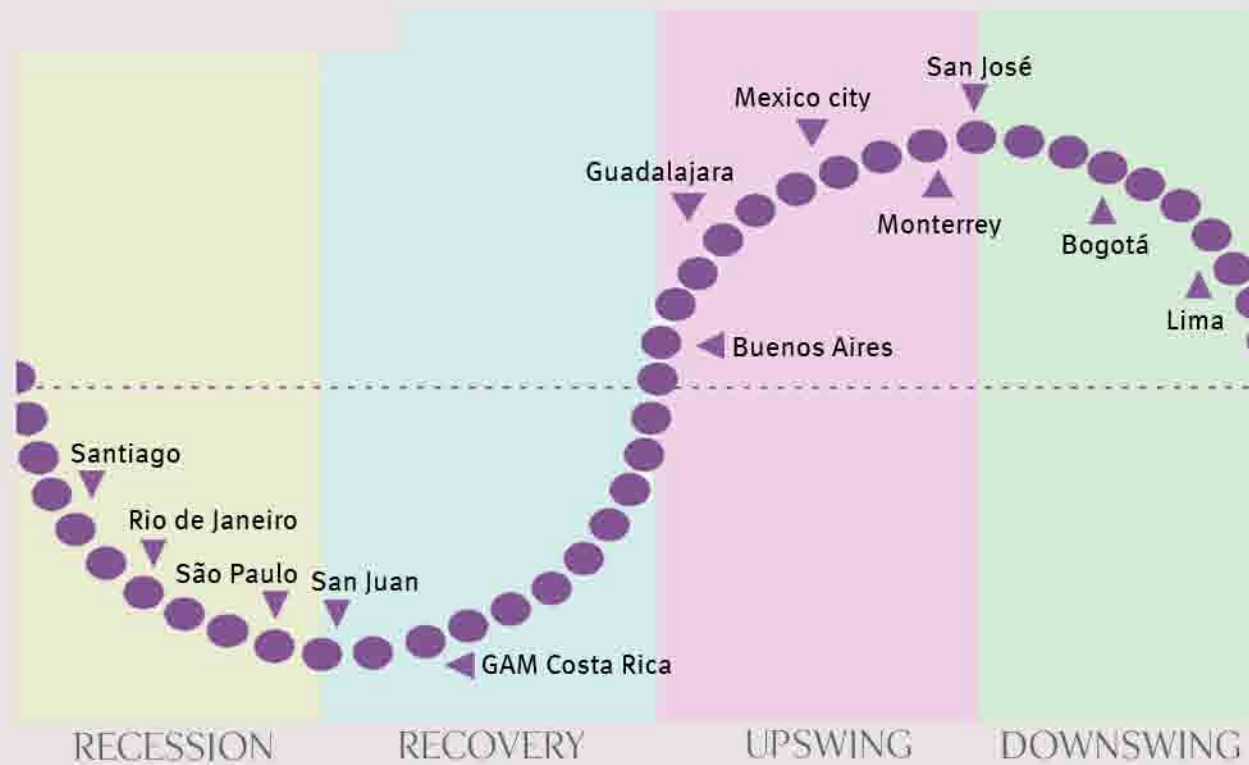 San José
Mexico city
Guadalajara
Monterrey
Bogotá
Lima
Buenos Aires
Santiago
Rio de Janeiro
São Paulo
San Juan
GAM Costa Rica
RECESSION
RECOVERY
UPSWING
DOWNSWING